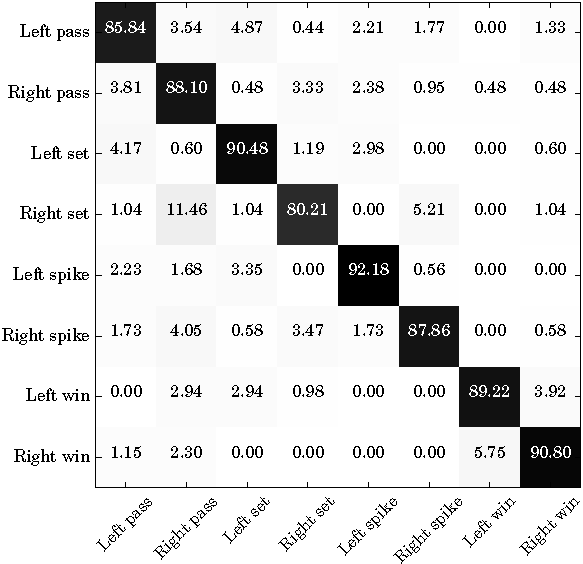 Left pass 85.84 3.54 4.87 0.44 2.21 1.77 0.00 1.33
Right pass 3.81 88.10 0.48 3.33 2.38 0.95 0.48 0.48
Left set 4.17 0.60 90.48 1.19 2.98 0.00 0.00 0.60
Right set 1.04 11.46 1.04 80.21 0.00 5.21 0.00 1.04
Left spike 2.23 1.68 3.35 0.00 92.18 0.56 0.00 0.00
Right spike 1.73 4.05 0.58 3.47 1.73 87.86 0.00 0.58
Left win 0.00 2.94 2.94 0.98 0.00 0.00 89.22 3.92
Right win 1.15 2.30 0.00 0.00 0.00 0.00 5.75 90.80
Left pass Right pass Left set Right set Left spike Right spike Left win Right win